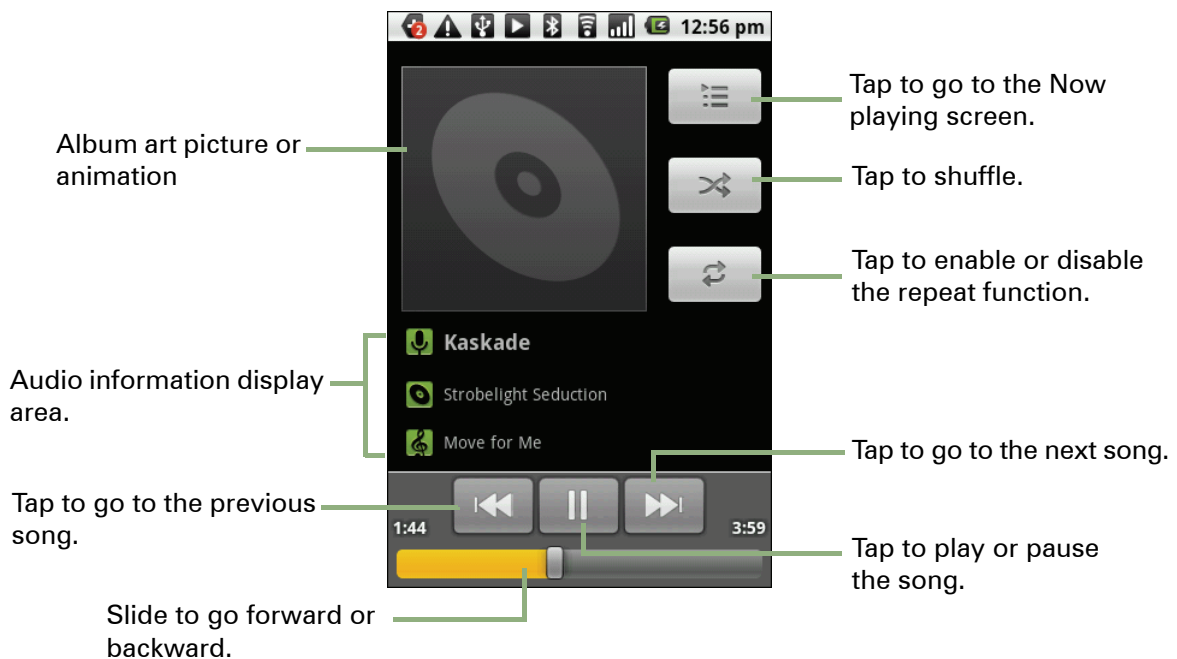 2
12:56 pm
Tap to go to the Now
playing screen.
Album art picture or
animation
Tap to shuffle.
Tap to enable or disable
the repeat function.
Kaskade
Audio information display
area.
Strobelight Seduction
Move for Me
Tap to go to the next song.
Tap to go to the previous
song.
1:44
3:59
Tap to play or pause
the song.
Slide to go forward or
backward.